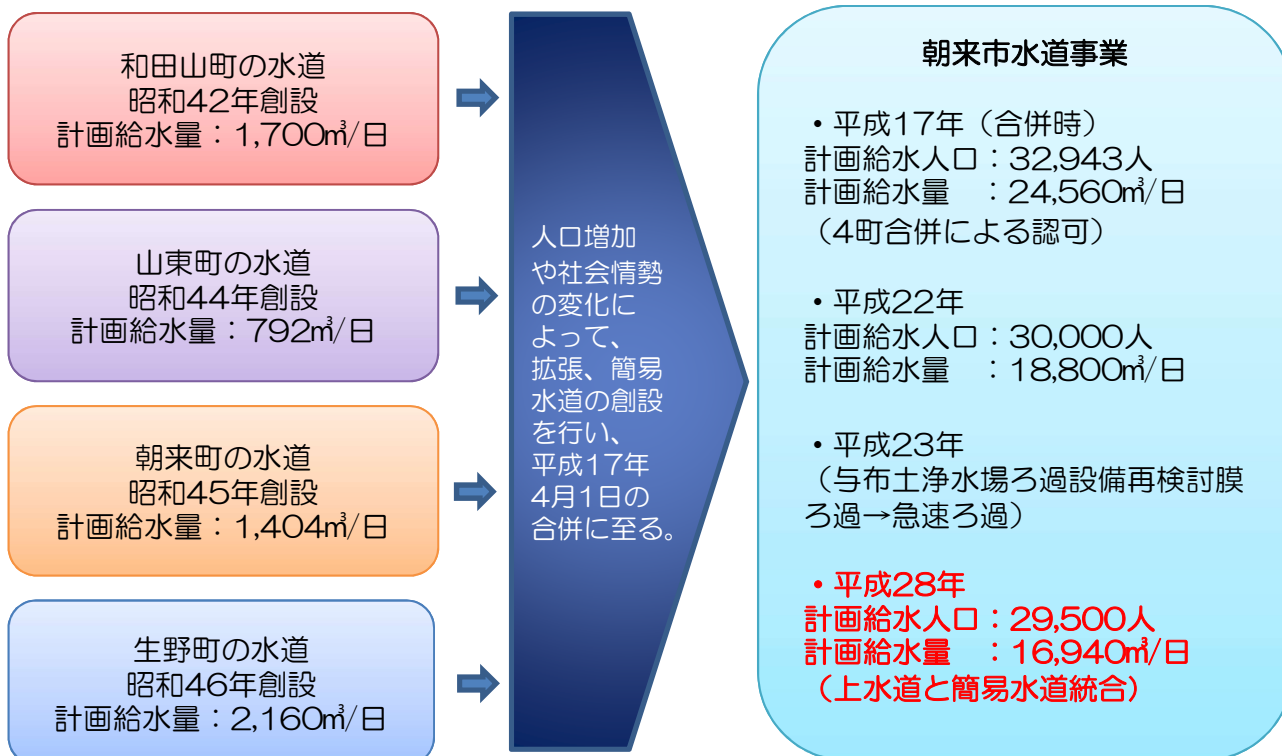 和田山町の水道
昭和42年創設
計画給水量：1,700㎥/日
山東町の水道
昭和44年創設
計画給水量：792㎥/日
朝来町の水道
昭和45年創設
計画給水量：1,404㎥/日
生野町の水道
昭和46年創設
計画給水量：2,160㎥/日
人口増加
や社会情勢
の変化に
よって、
拡張、簡易
水道の創設
を行い、
平成17年
4月1日の
合併に至る。
朝来市水道事業
・平成17年（合併時）
計画給水人口：32,943人
計画給水量　：24,560㎥/日
（4町合併による認可）
・平成22年
計画給水人口：30,000人
計画給水量　：18,800㎥/日
・平成23年
（与布土浄水場ろ過設備再検討膜
ろ過→急速ろ過）
・平成28年
計画給水人口：29,500人
計画給水量　：16,940㎥/日
（上水道と簡易水道統合）